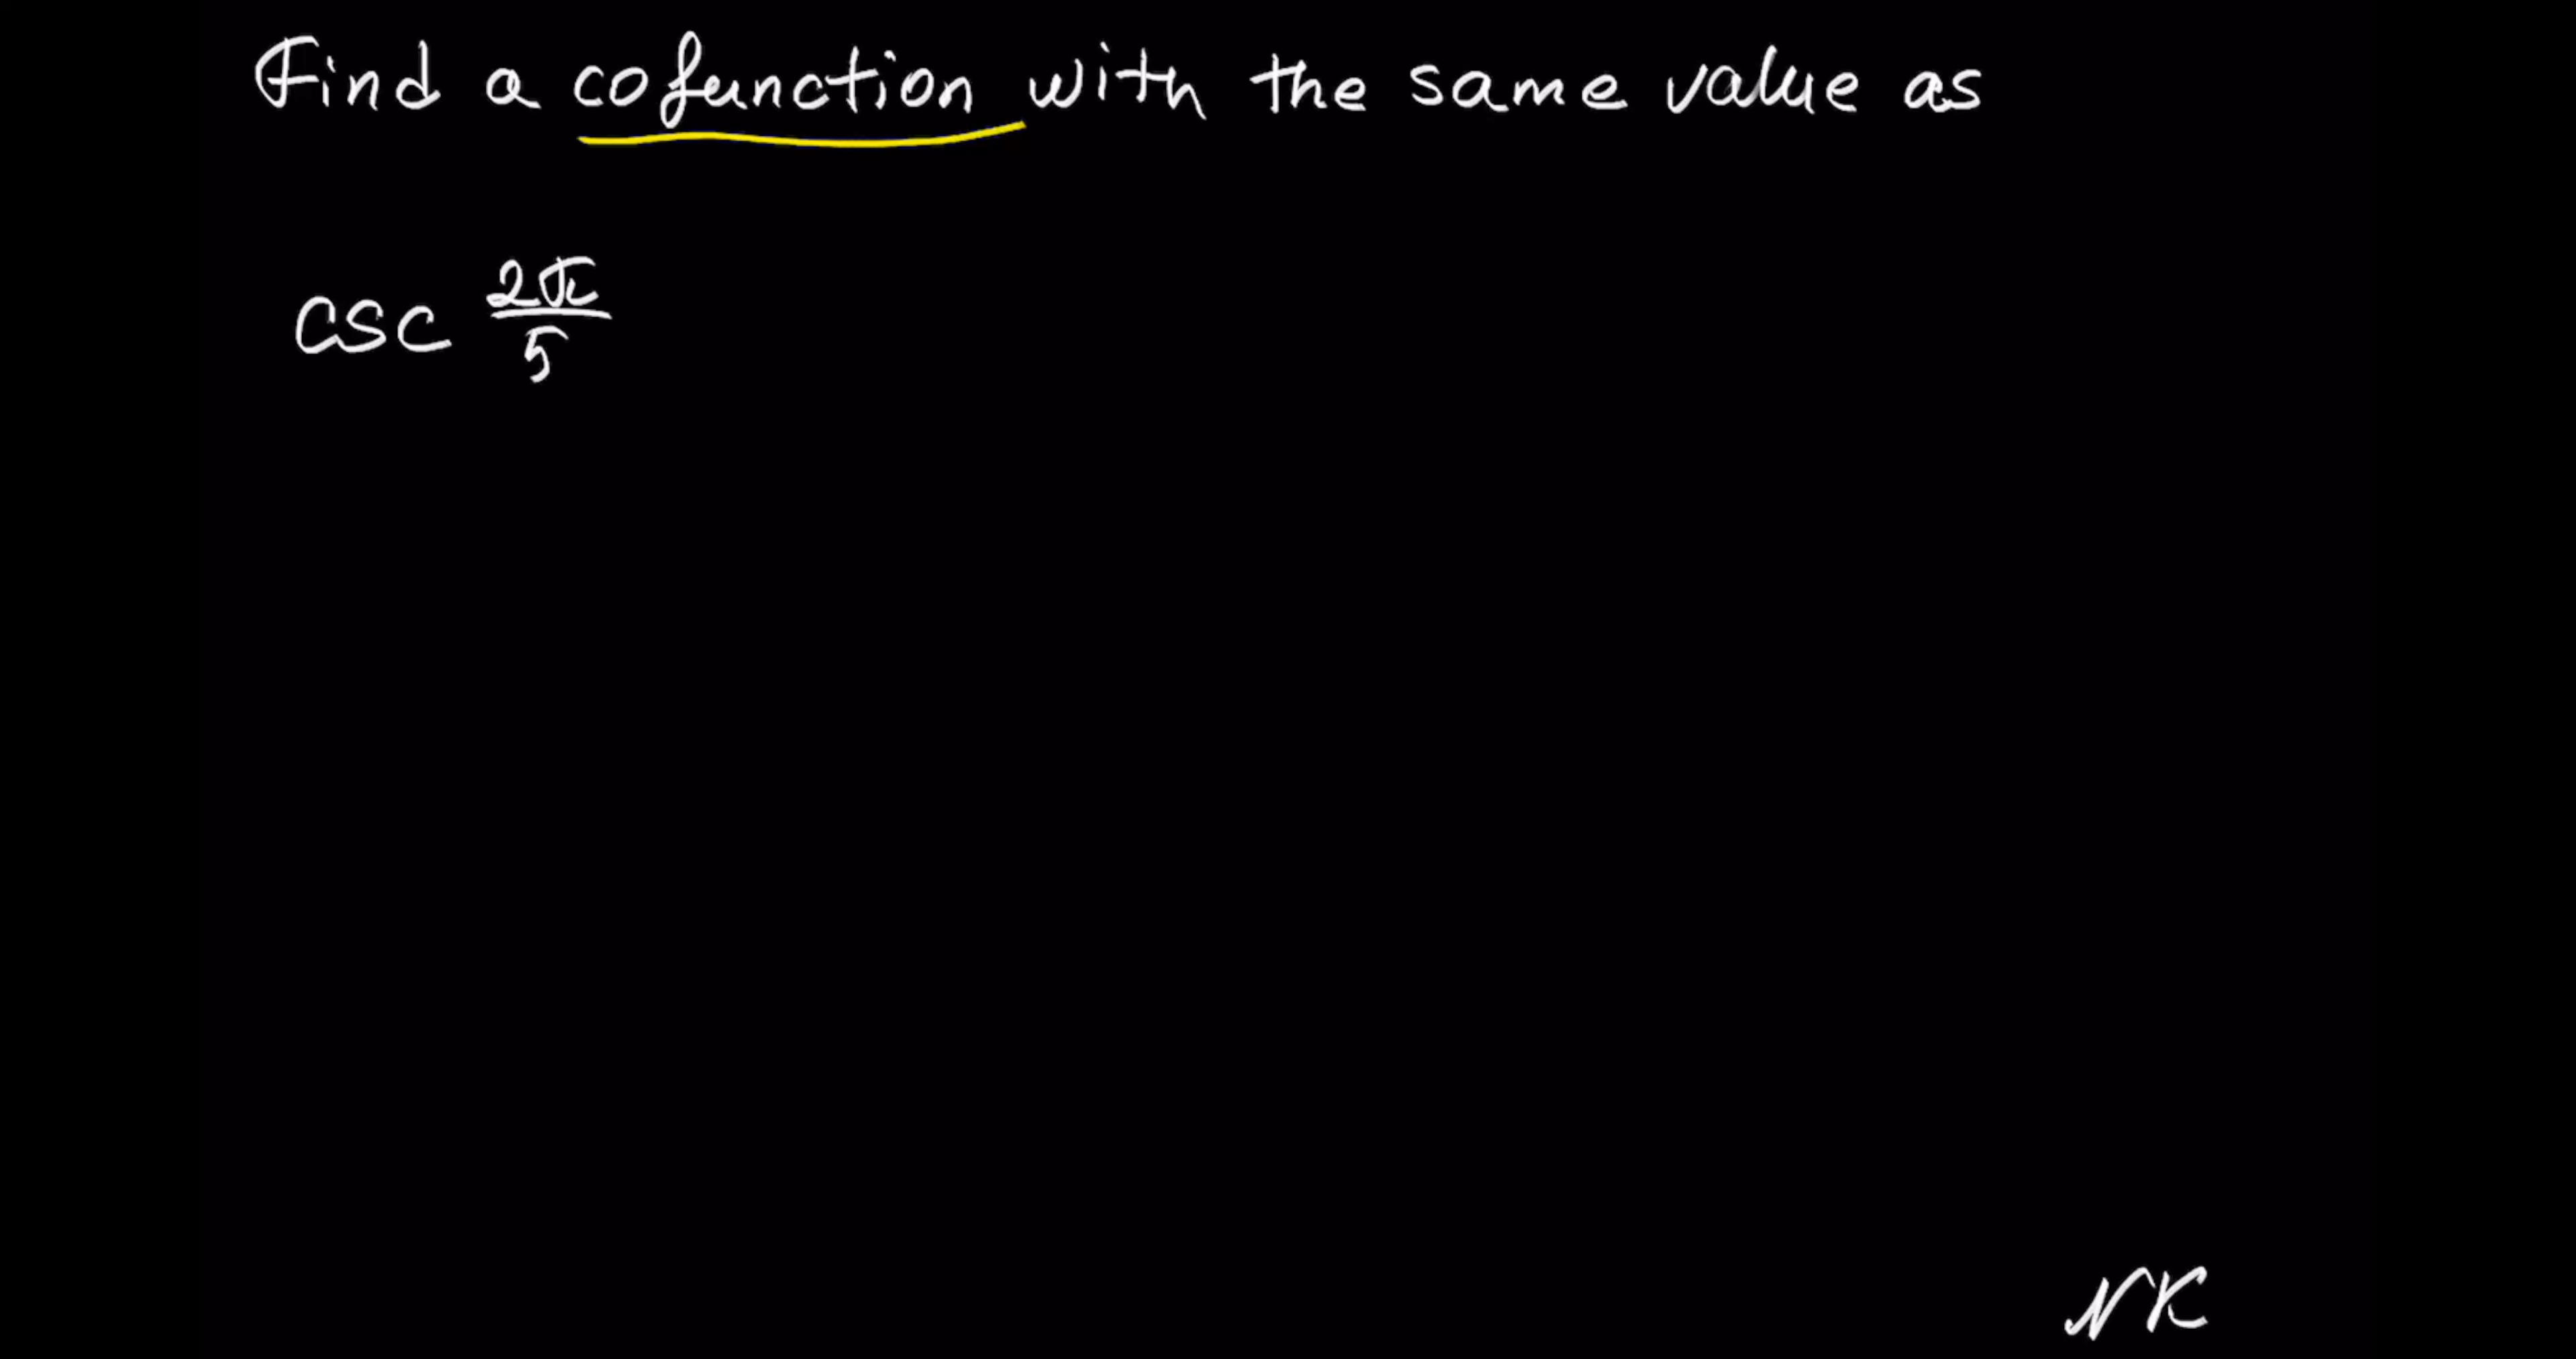 Find a cofunction with the same value as
csc 2π/5
NK